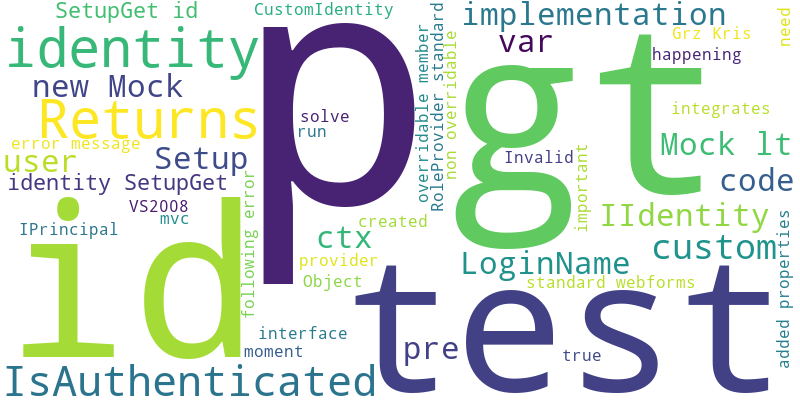 SetupGet id
CustomIdentity
implementation
need
identity
p
overridable member
RoleProvider standard
non overridable
var
Grz Kris
happening
new Mock
gt
Returns
solve
run
integrates
error message
user
Setup
Invalid
important
Mock lt
code
identity SetupGet
VS2008
mvc
IPrincipal
id
following error
created
ctx
provider
Object
IIdentity
custom
added properties
LoginName
standard webforms
test
interface
moment
pre
true
IsAuthenticated